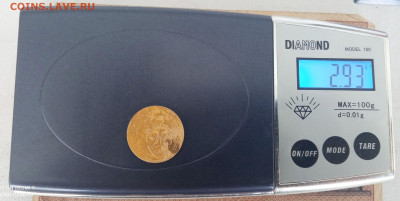 COINS.LAVE.RU
DIAMOND
MODEL 100
2.93
MAX=100g
d=0.01g
ON/OFF
MODE
TARE